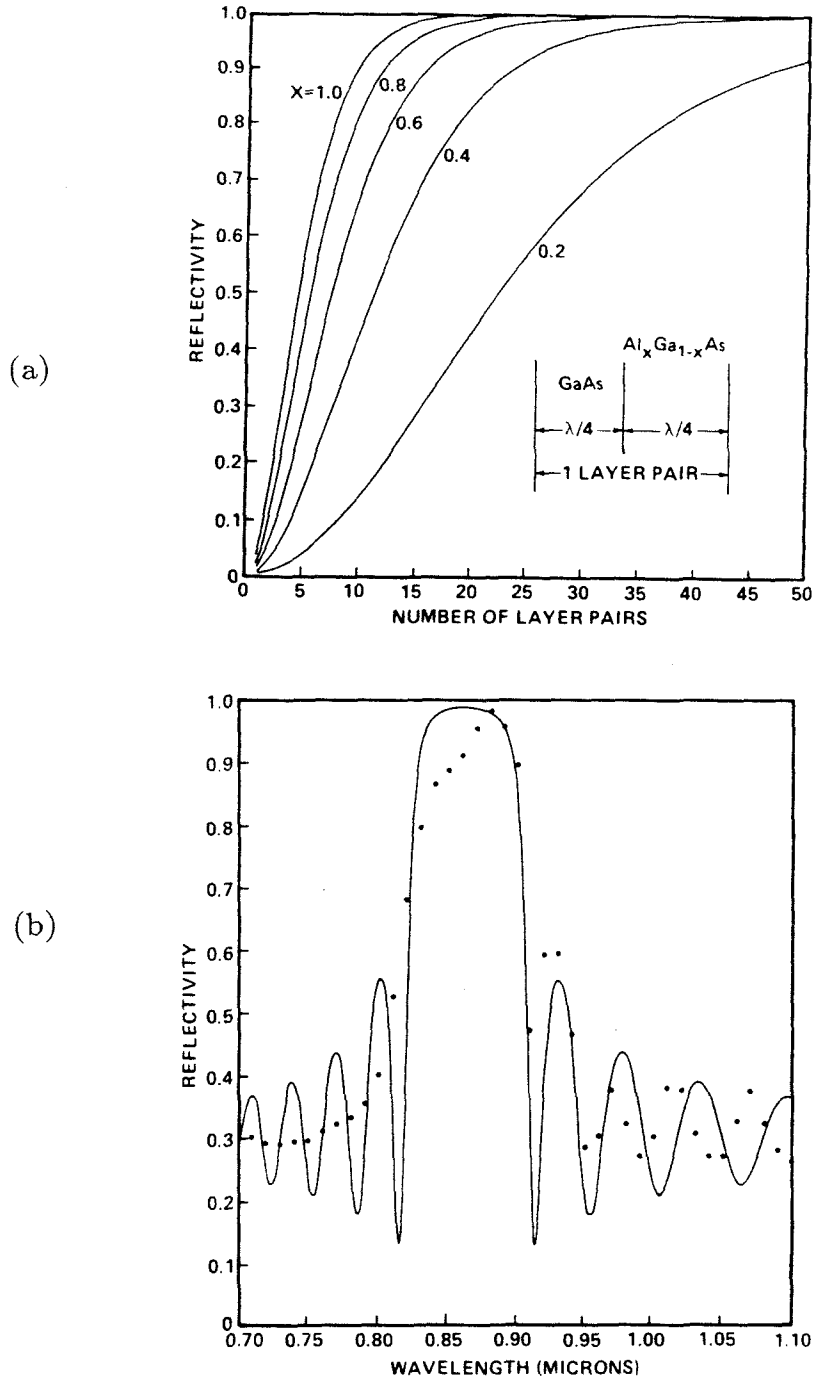 (a)
REFLECTIVITY
1.0
0.9
0.8
0.7
0.6
0.5
0.4
0.3
0.2
0.1
0
X=1.0
0.8
0.6
0.4
0.2
AlxGa1-xAs
GaAs
λ/4 λ/4
1 LAYER PAIR
0 5 10 15 20 25 30 35 40 45 50
NUMBER OF LAYER PAIRS
(b)
REFLECTIVITY
1.0
0.9
0.8
0.7
0.6
0.5
0.4
0.3
0.2
0.1
0
0.70 0.75 0.80 0.85 0.90 0.95 1.00 1.05 1.10
WAVELENGTH (MICRONS)